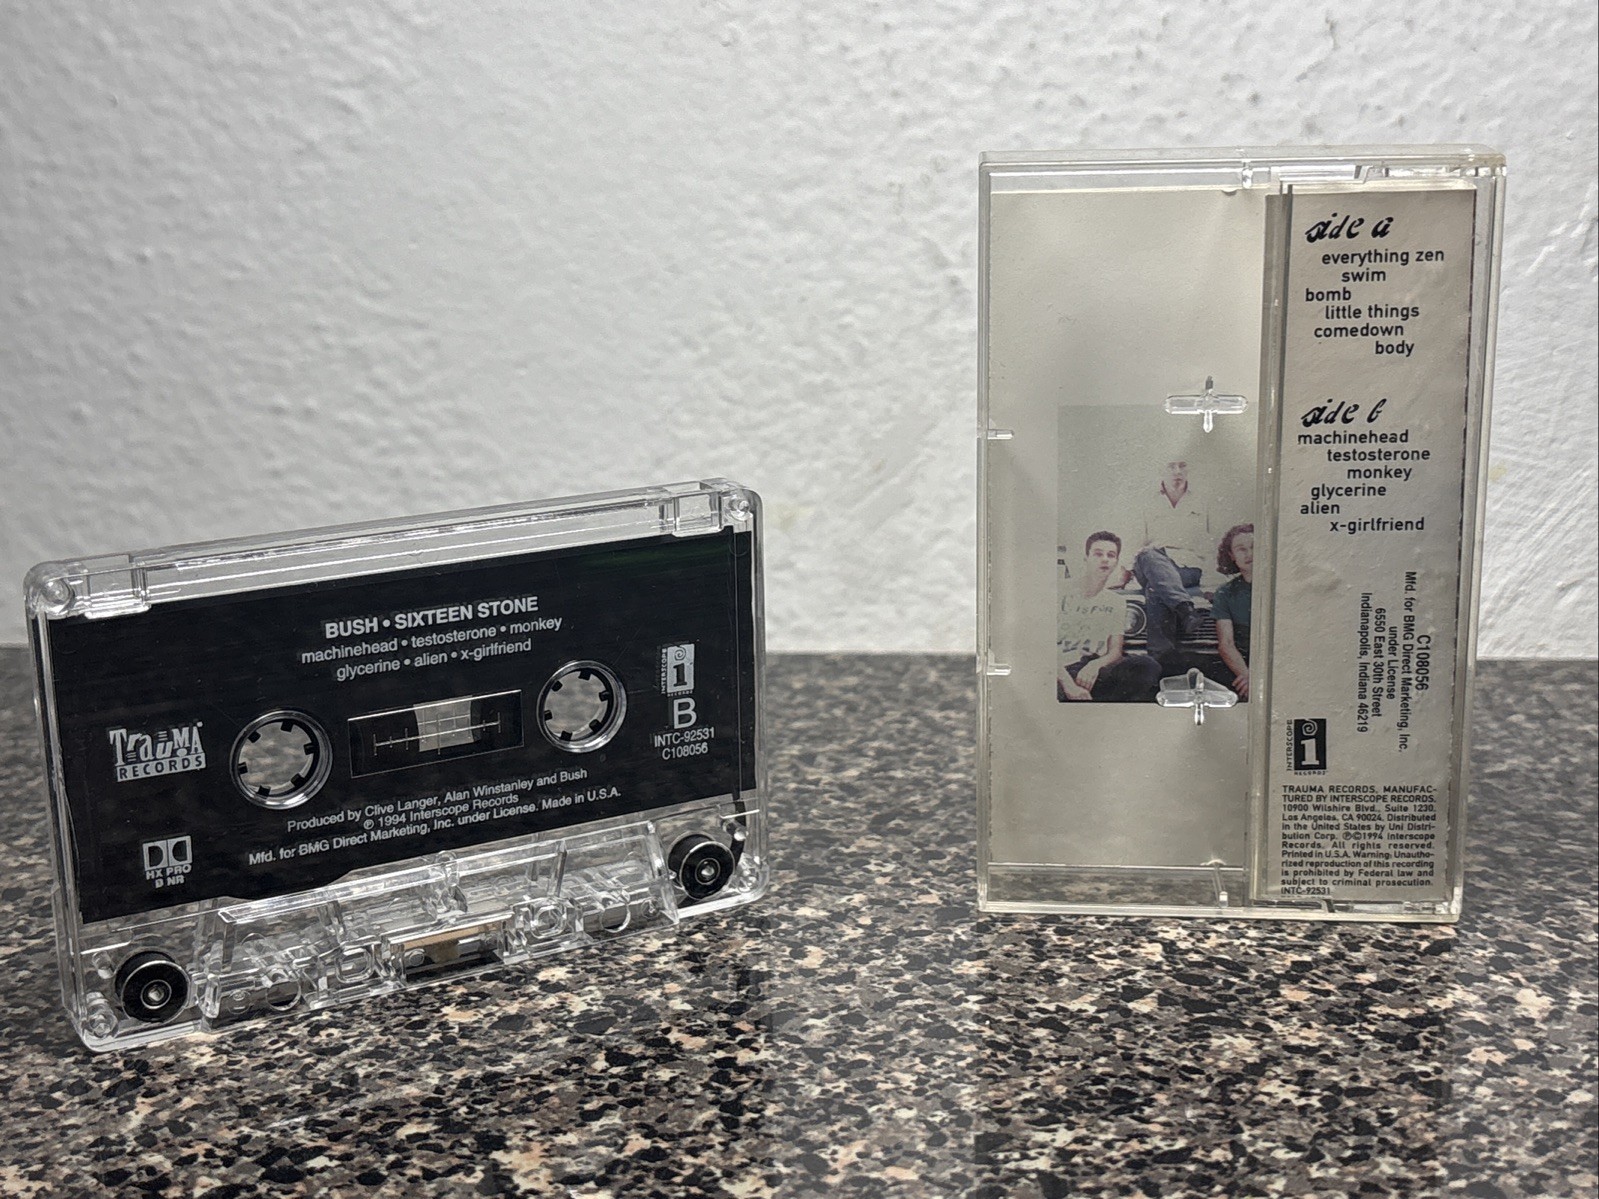 BUSH • SIXTEEN STONE
machinehead • testosterone • monkey
glycerine • alien • x-girlfriend
TRAUMA
RECORDS
INTERSCOPE
i
RECORDS
B
INTC-92531
C108056
Produced by Clive Langer, Alan Winstanley and Bush
℗ 1994 Interscope Records
Mfd. for BMG Direct Marketing, Inc. under License. Made in U.S.A.
HX PRO
B NR
side a
everything zen
swim
bomb
little things
comedown
body
side b
machinehead
testosterone
monkey
glycerine
alien
x-girlfriend
C108056
Mfd. for BMG Direct Marketing, Inc.
under License
6550 East 30th Street
Indianapolis, Indiana 46219
INTERSCOPE
i
RECORDS
TRAUMA RECORDS, MANUFAC-
TURED BY INTERSCOPE RECORDS,
10900 Wilshire Blvd., Suite 1230,
Los Angeles, CA 90024. Distributed
in the United States by Uni Distri-
bution Corp. ℗©1994 Interscope
Records. All rights reserved.
Printed in U.S.A. Warning: Unautho-
rized reproduction of this recording
is prohibited by Federal law and
subject to criminal prosecution.
INTC-92531